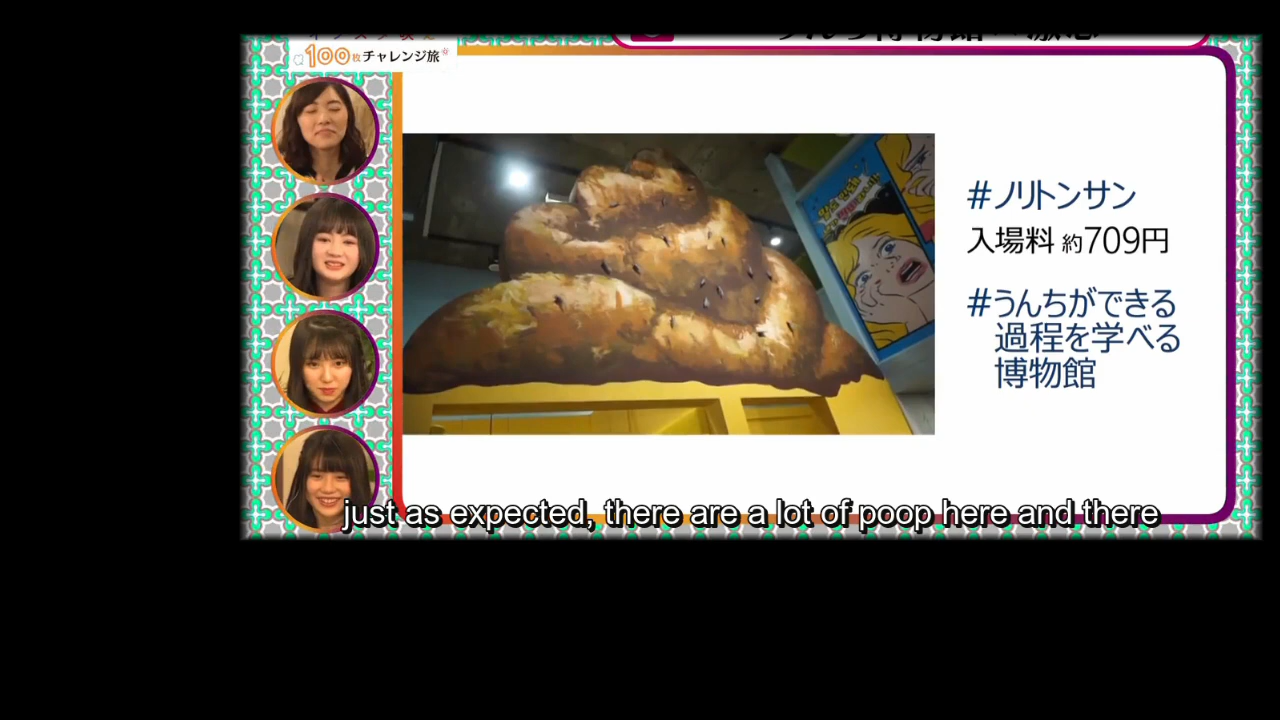 100枚チャレンジ旅
#ノリトンサン
入場料 約709円
#うんちができる
過程を学べる
博物館
just as expected, there are a lot of poop here and there